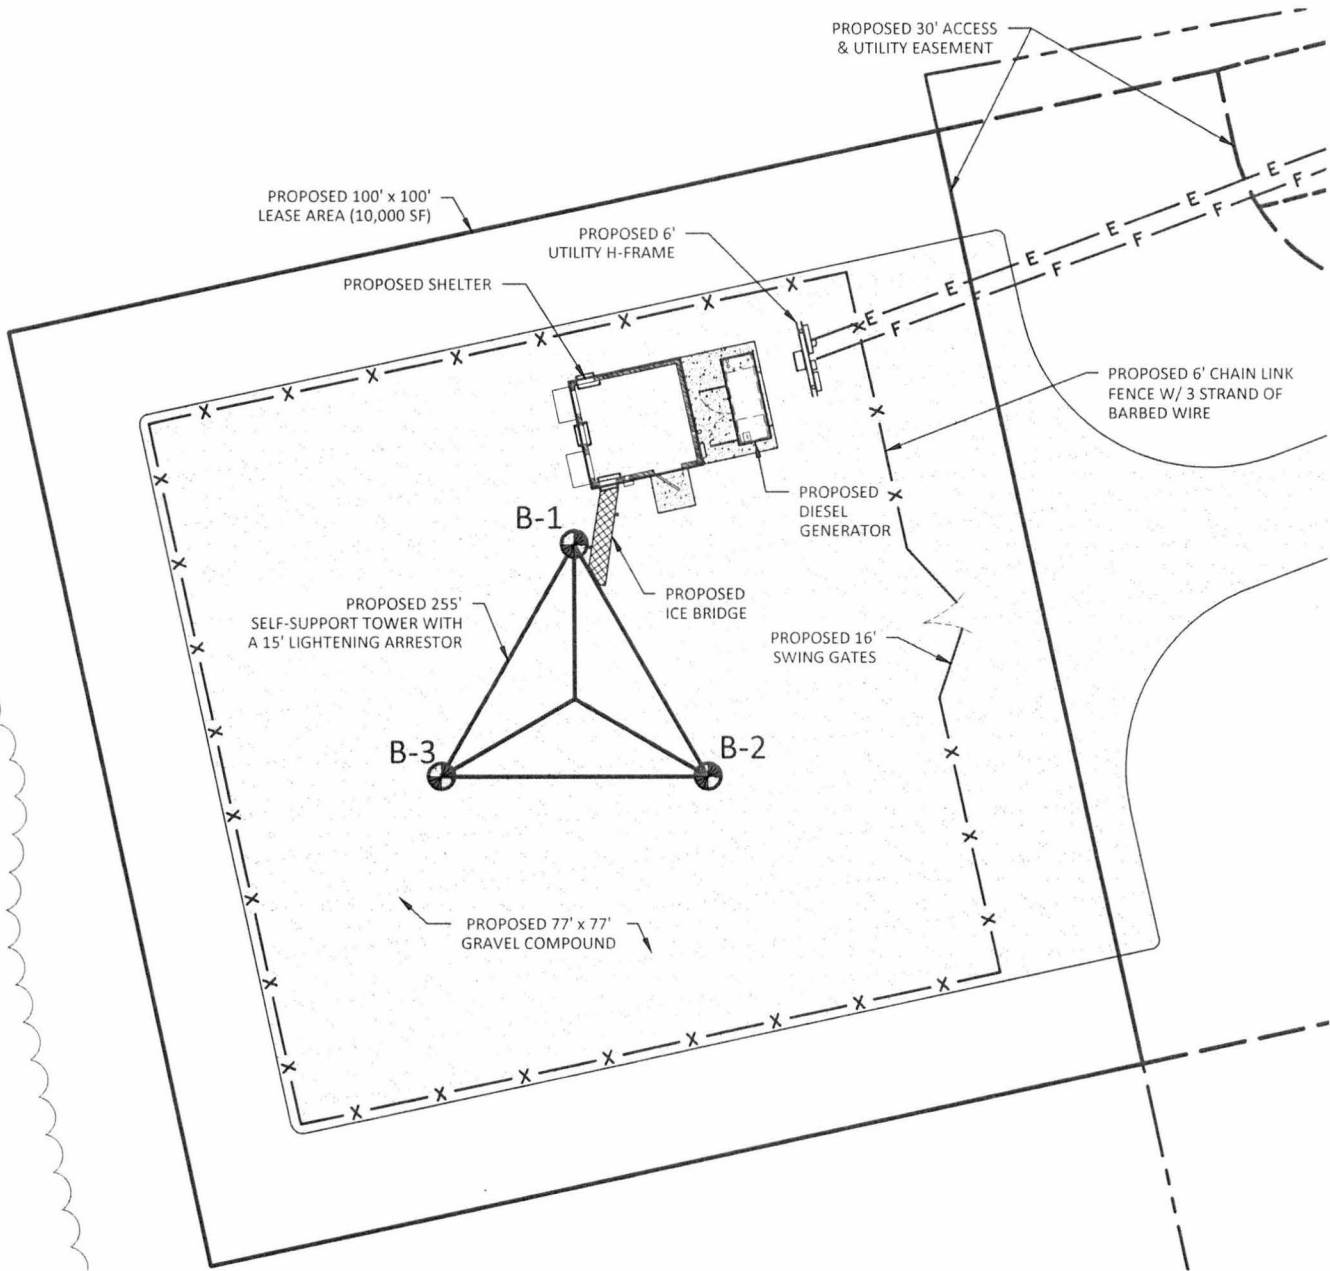 PROPOSED 30' ACCESS
& UTILITY EASEMENT
PROPOSED 100' x 100'
LEASE AREA (10,000 SF)
PROPOSED 6'
UTILITY H-FRAME
PROPOSED SHELTER
E
F
E
F
E
F
E
F
E
F
E
F
PROPOSED 6' CHAIN LINK
FENCE W/ 3 STRAND OF
BARBED WIRE
PROPOSED
DIESEL
GENERATOR
B-1
PROPOSED
ICE BRIDGE
PROPOSED 255'
SELF-SUPPORT TOWER WITH
A 15' LIGHTENING ARRESTOR
PROPOSED 16'
SWING GATES
B-3
B-2
PROPOSED 77' x 77'
GRAVEL COMPOUND